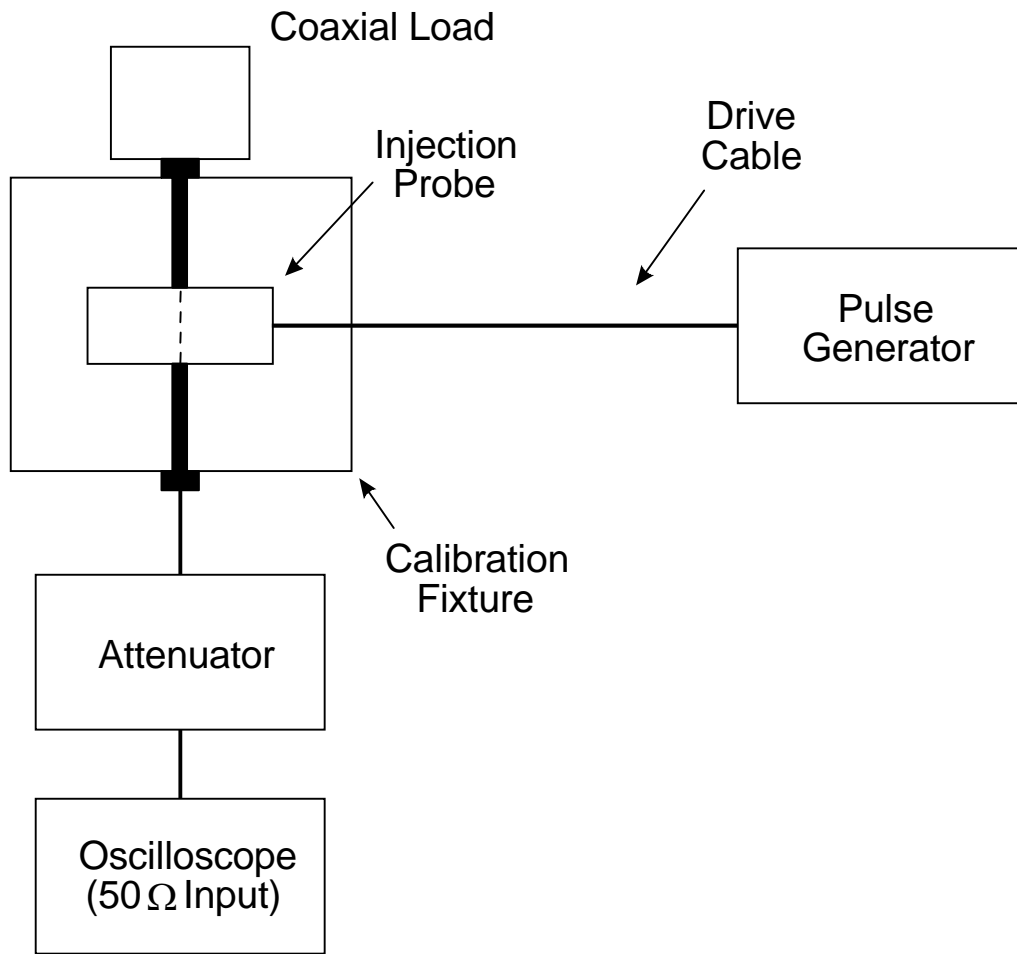 Coaxial Load
Injection
Probe
Drive
Cable
Pulse
Generator
Calibration
Fixture
Attenuator
Oscilloscope
(50 Ω Input)